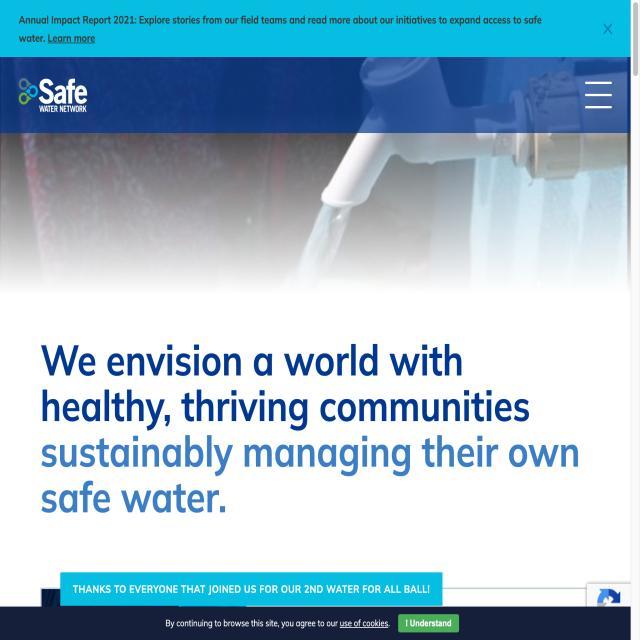 Annual Impact Report 2021: Explore stories from our field teams and read more about our initiatives to expand access to safe
water. Learn more
X
Safe
WATER NETWORK
We envision a world with
healthy, thriving communities
sustainably managing their own
safe water.
THANKS TO EVERYONE THAT JOINED US FOR OUR 2ND WATER FOR ALL BALL!
By continuing to browse this site, you agree to our use of cookies. I Understand